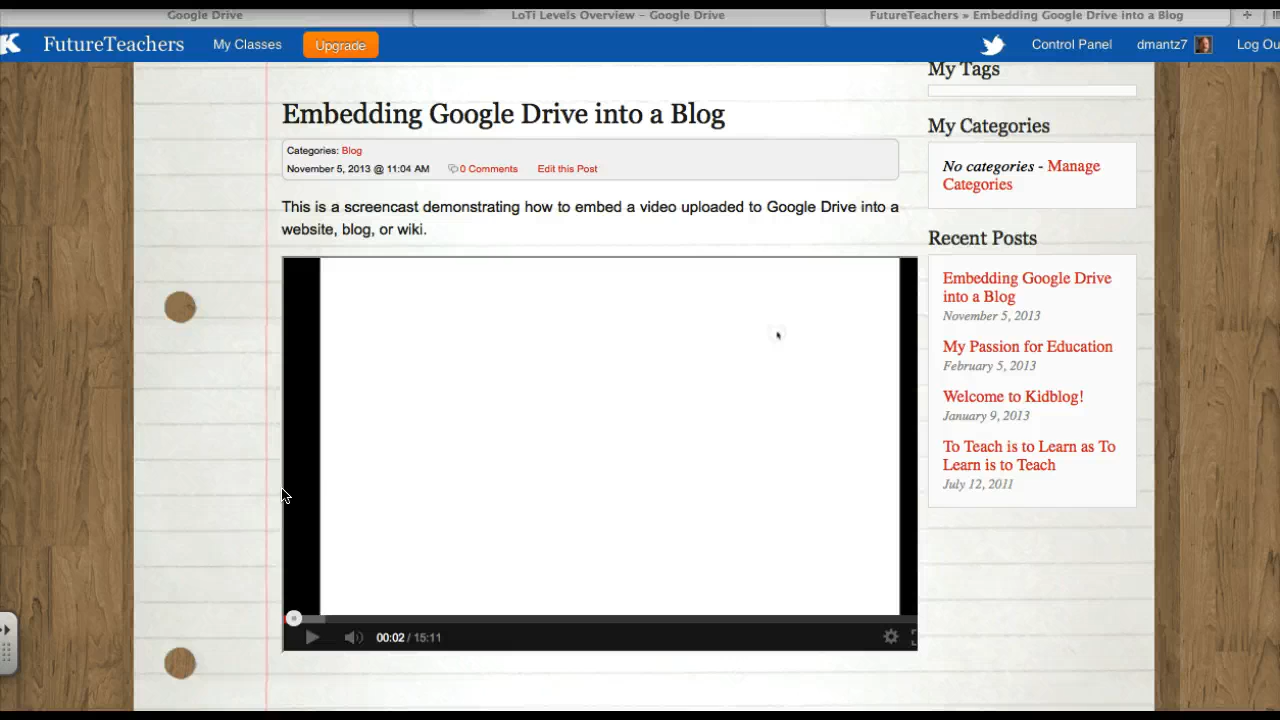 Google Drive
LoTi Levels Overview – Google Drive
FutureTeachers » Embedding Google Drive into a Blog
+
K
FutureTeachers
My Classes
Upgrade
Control Panel
dmantz7
Log Ou
My Tags
Embedding Google Drive into a Blog
Categories: Blog
November 5, 2013 @ 11:04 AM
0 Comments
Edit this Post
This is a screencast demonstrating how to embed a video uploaded to Google Drive into a
website, blog, or wiki.
My Categories
No categories - Manage
Categories
Recent Posts
Embedding Google Drive
into a Blog
November 5, 2013
My Passion for Education
February 5, 2013
Welcome to Kidblog!
January 9, 2013
To Teach is to Learn as To
Learn is to Teach
July 12, 2011
00:02 / 15:11